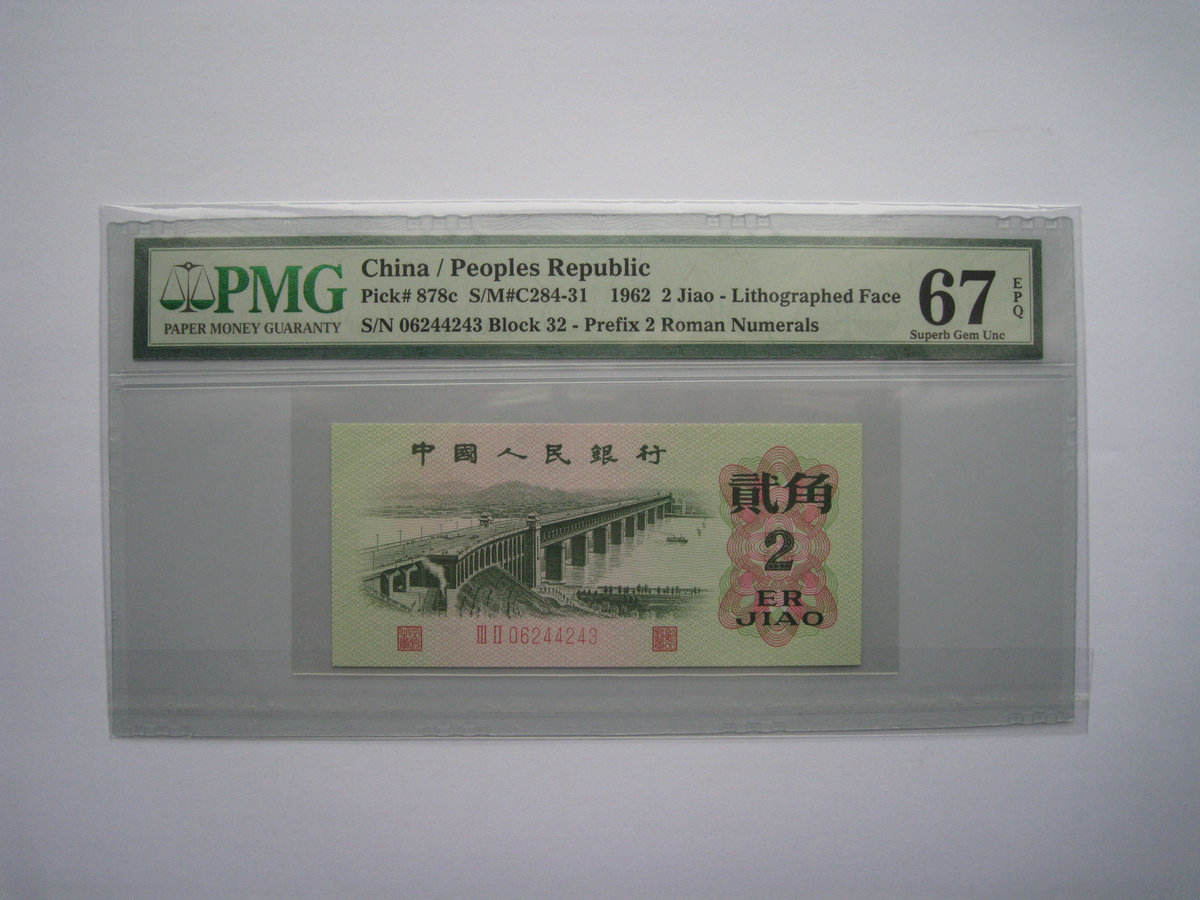 PMG
PAPER MONEY GUARANTY
China / Peoples Republic
Pick# 878c S/M#C284-31 1962 2 Jiao - Lithographed Face
S/N 06244243 Block 32 - Prefix 2 Roman Numerals
67
EPQ
Superb Gem Unc
中國人民銀行
貳角
2
ER
JIAO
III II 06244243